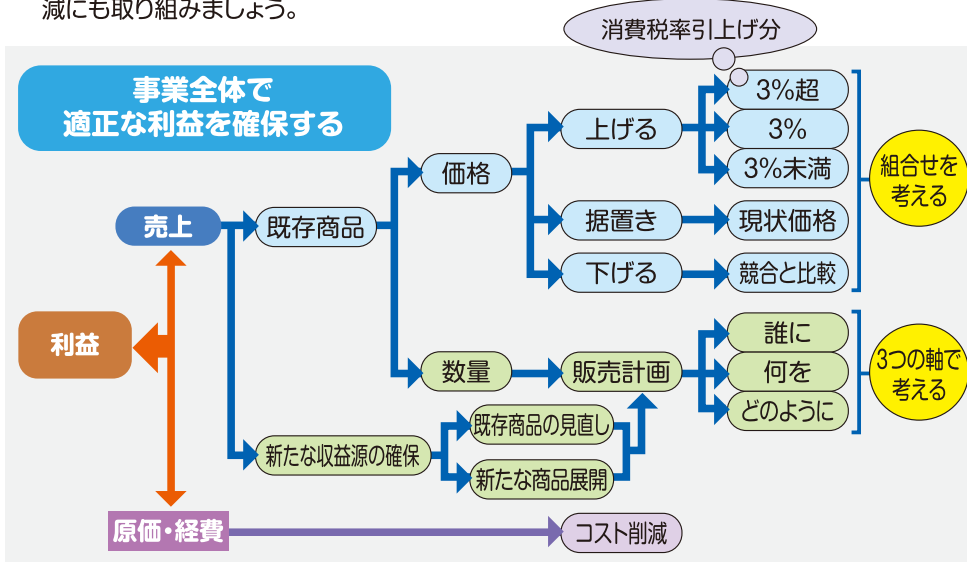 減にも取り組みましょう。
消費税率引上げ分
事業全体で
適正な利益を確保する
3%超
上げる
3%
3%未満
組合せを
考える
価格
売上
既存商品
据置き
現状価格
下げる
競合と比較
利益
誰に
数量
販売計画
何を
3つの軸で
考える
どのように
既存商品の見直し
新たな収益源の確保
新たな商品展開
原価・経費
コスト削減